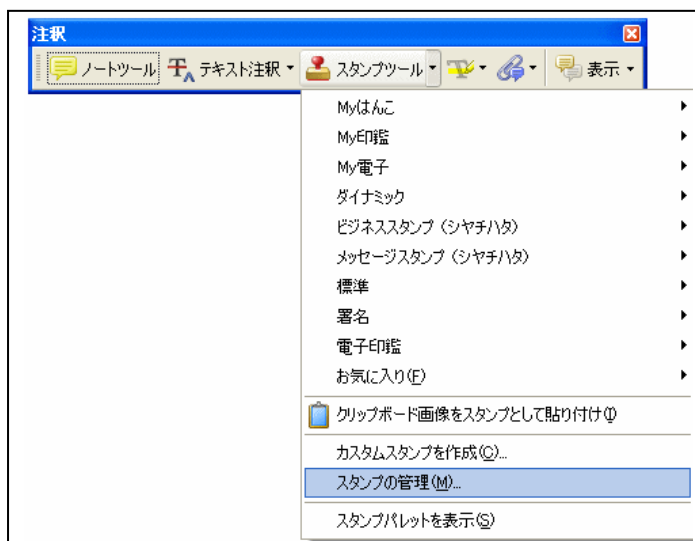 注釈
ノートツール テキスト注釈 スタンプツール 表示
Myはんこ
My印鑑
My電子
ダイナミック
ビジネススタンプ（シヤチハタ）
メッセージスタンプ（シヤチハタ）
標準
署名
電子印鑑
お気に入り(F)
クリップボード画像をスタンプとして貼り付け(I)
カスタムスタンプを作成(C)...
スタンプの管理(M)...
スタンプパレットを表示(S)